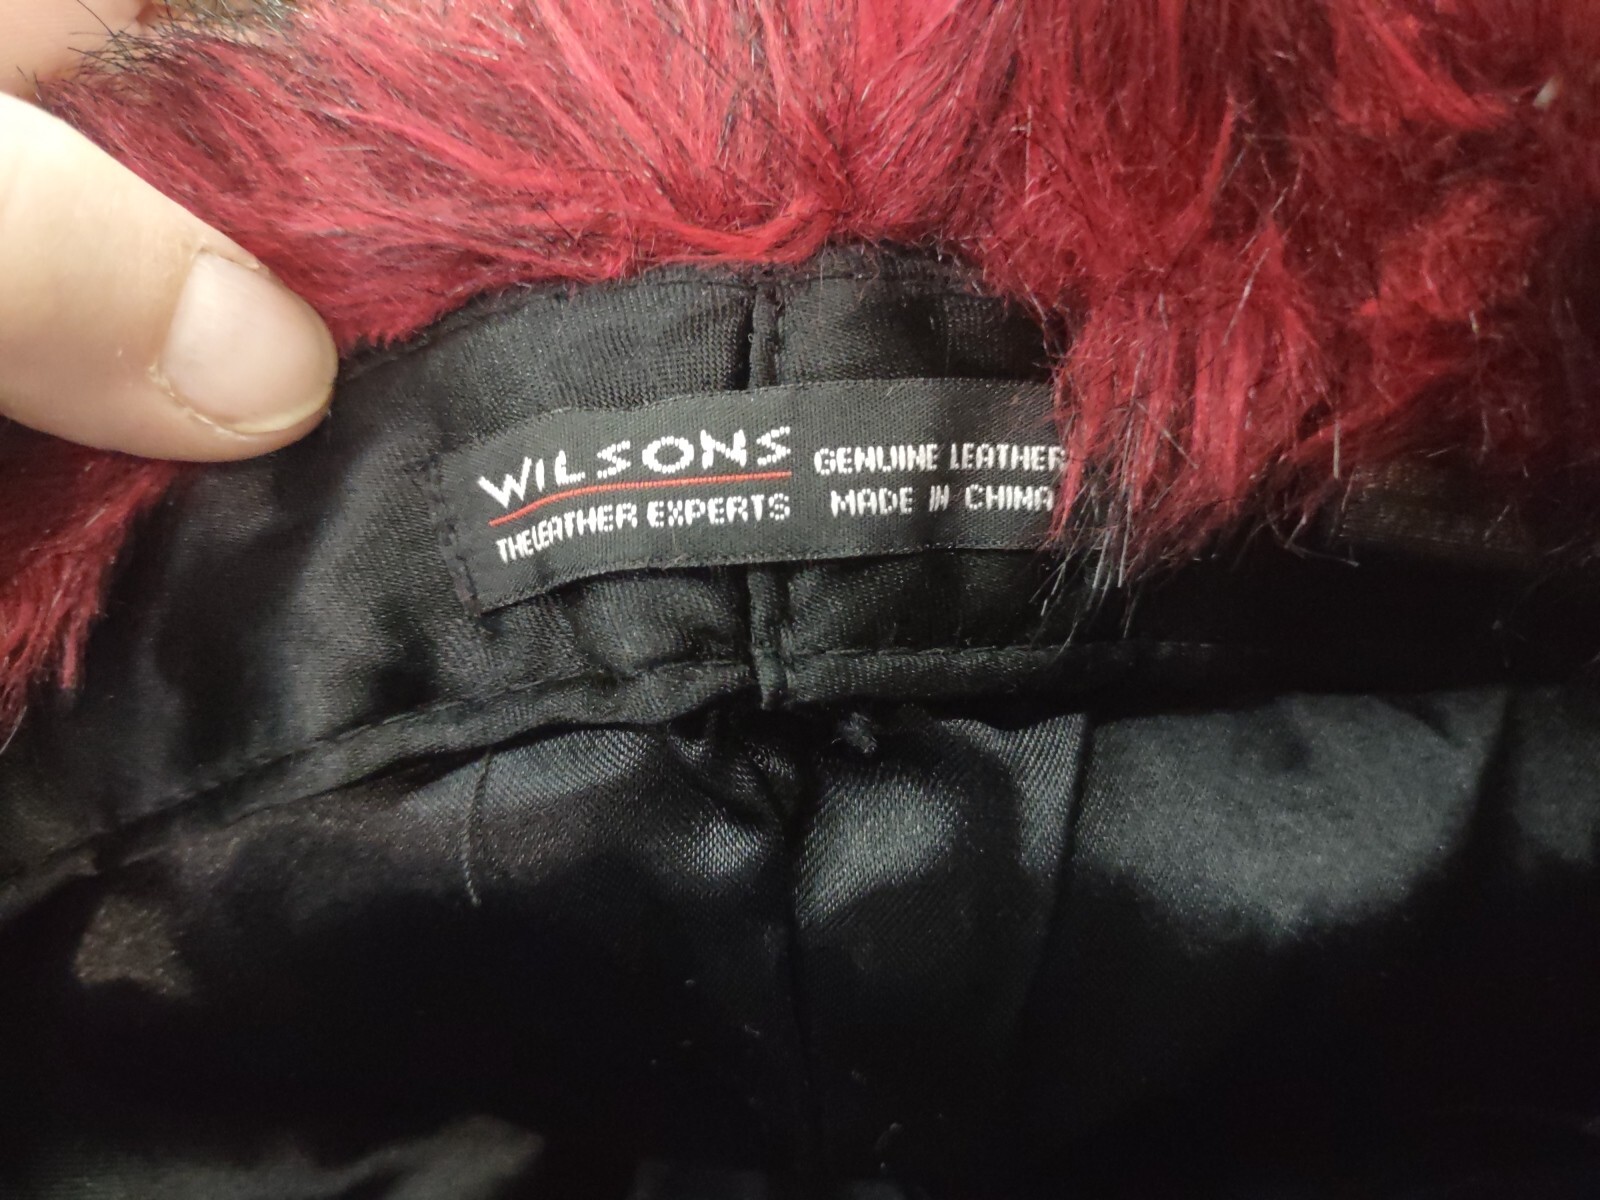 WILSONS
THE LEATHER EXPERTS
GENUINE LEATHER
MADE IN CHINA